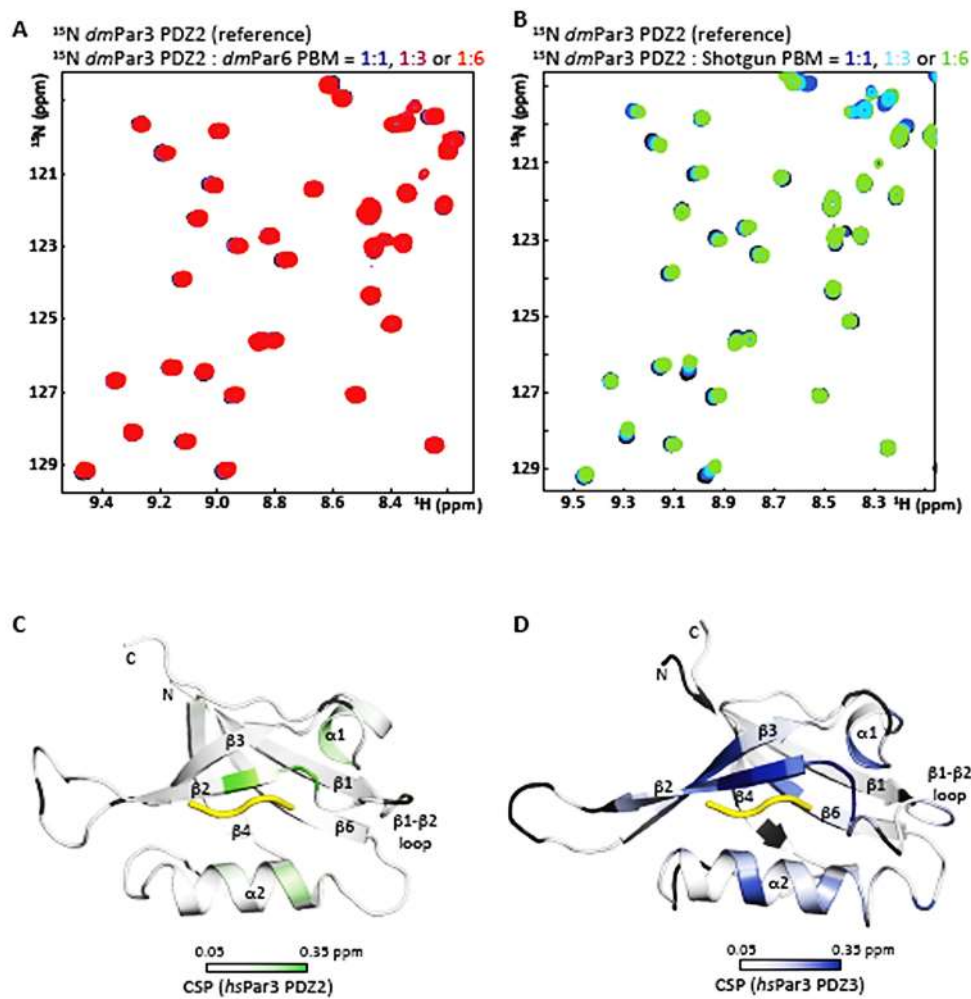 A
¹⁵N dmPar3 PDZ2 (reference)
¹⁵N dmPar3 PDZ2 : dmPar6 PBM = 1:1, 1:3 or 1:6
¹⁵N (ppm)
121
123
125
127
129
9.4 9.2 9.0 8.8 8.6 8.4 ¹H (ppm)
B
¹⁵N dmPar3 PDZ2 (reference)
¹⁵N dmPar3 PDZ2 : Shotgun PBM = 1:1, 1:3 or 1:6
¹⁵N (ppm)
121
123
125
127
129
9.5 9.3 9.1 8.9 8.7 8.5 8.3 ¹H (ppm)
C
C
N
α1
β3
β2
β1
β1-β2
loop
β4
β6
α2
0.05 0.35 ppm
CSP (hsPar3 PDZ2)
D
C
N
β3
α1
β2
β1
β1-β2
loop
β4
β6
α2
0.05 0.35 ppm
CSP (hsPar3 PDZ3)